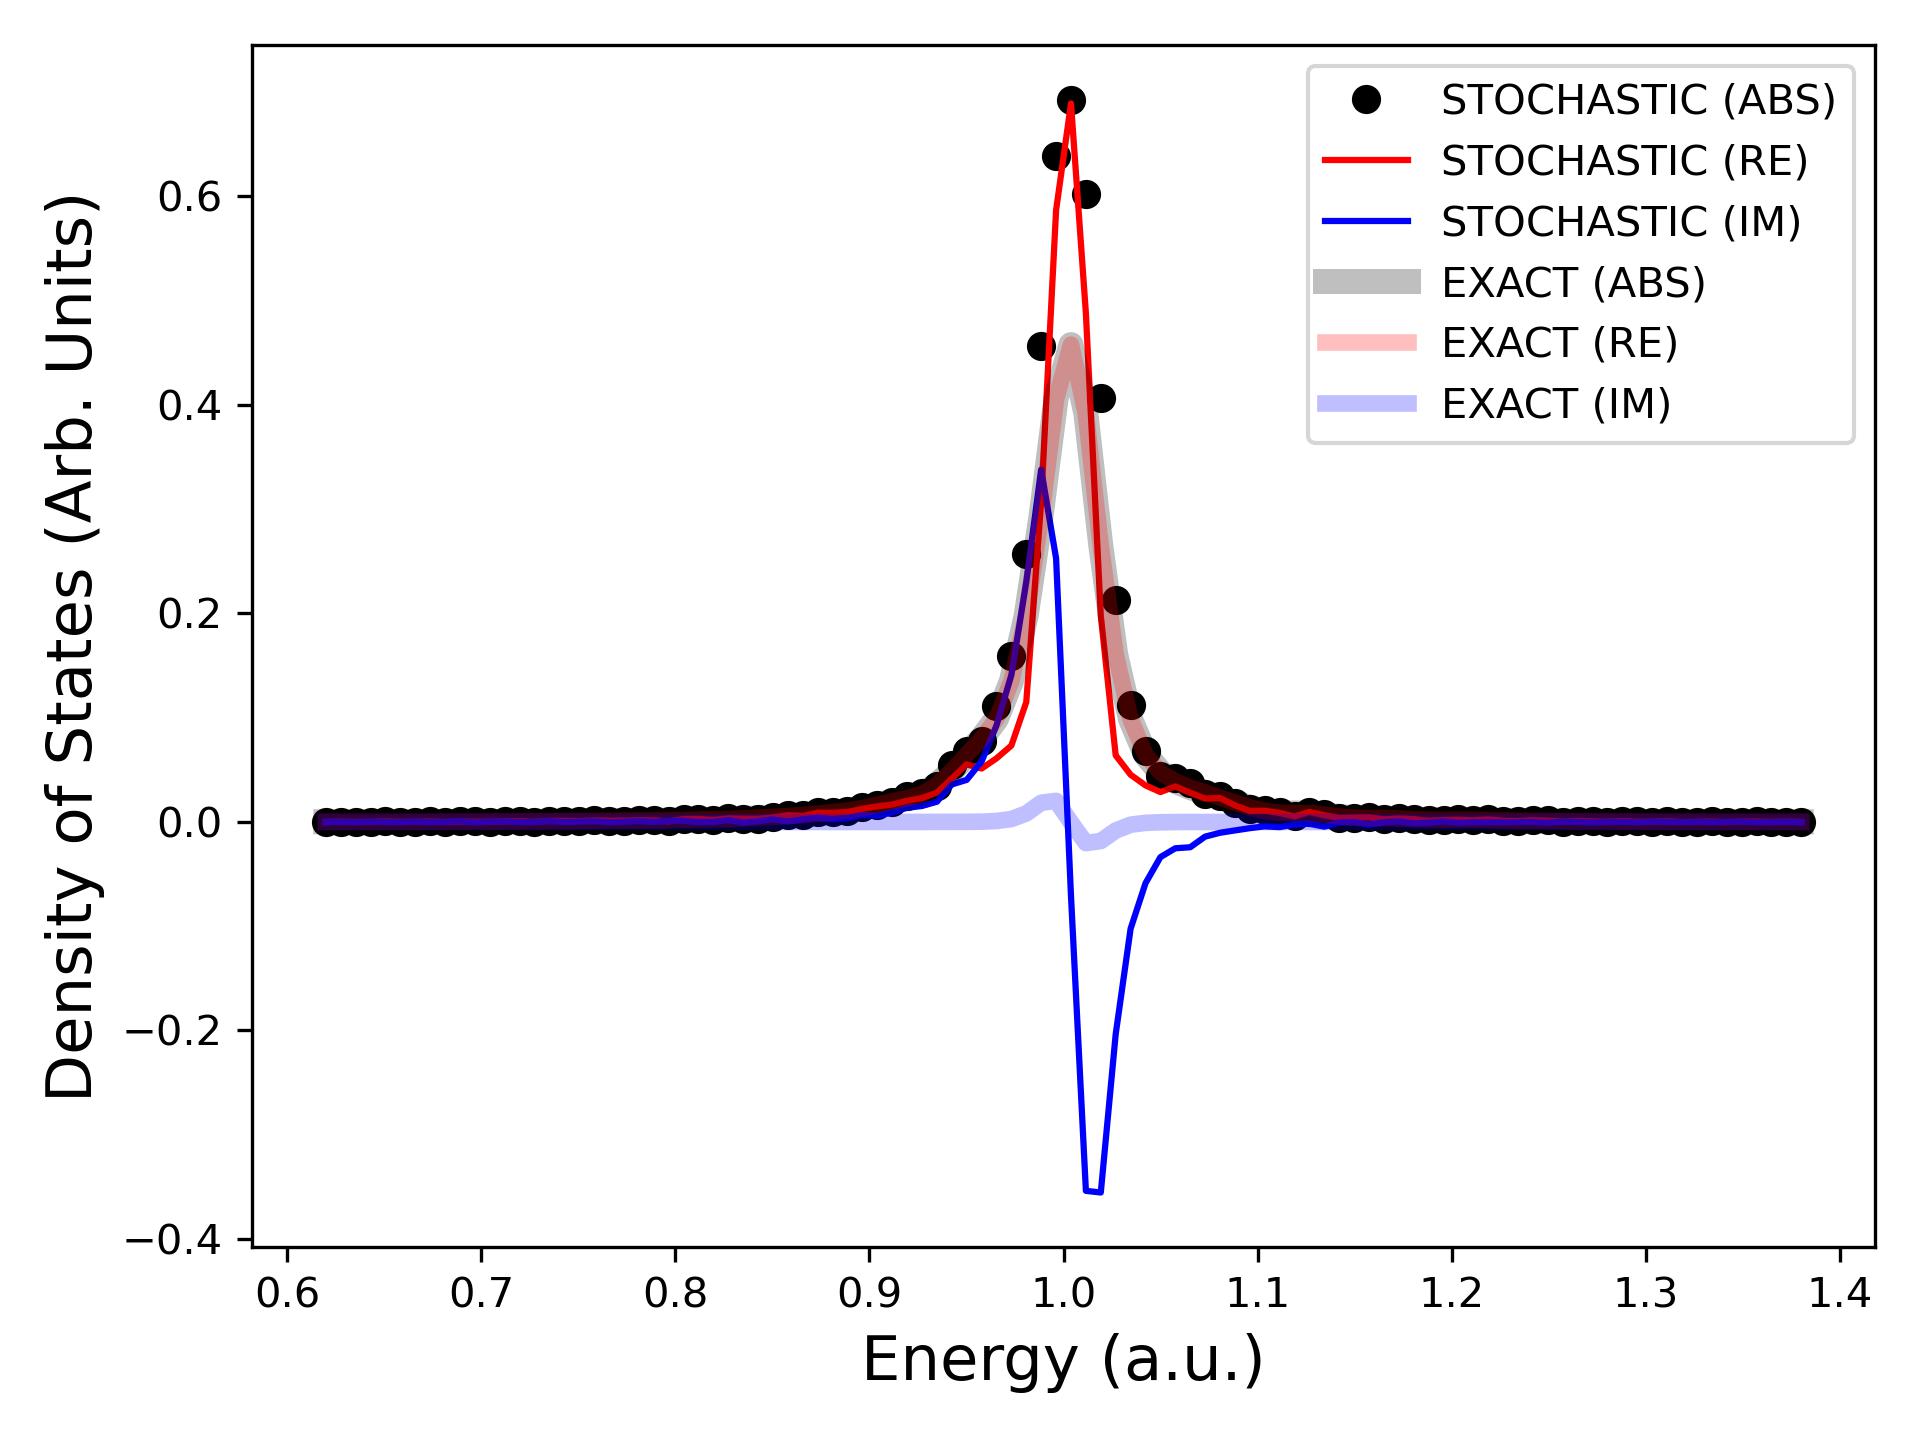 STOCHASTIC (ABS)
STOCHASTIC (RE)
STOCHASTIC (IM)
EXACT (ABS)
EXACT (RE)
EXACT (IM)
Density of States (Arb. Units)
0.6
0.4
0.2
0.0
−0.2
−0.4
0.6 0.7 0.8 0.9 1.0 1.1 1.2 1.3 1.4
Energy (a.u.)